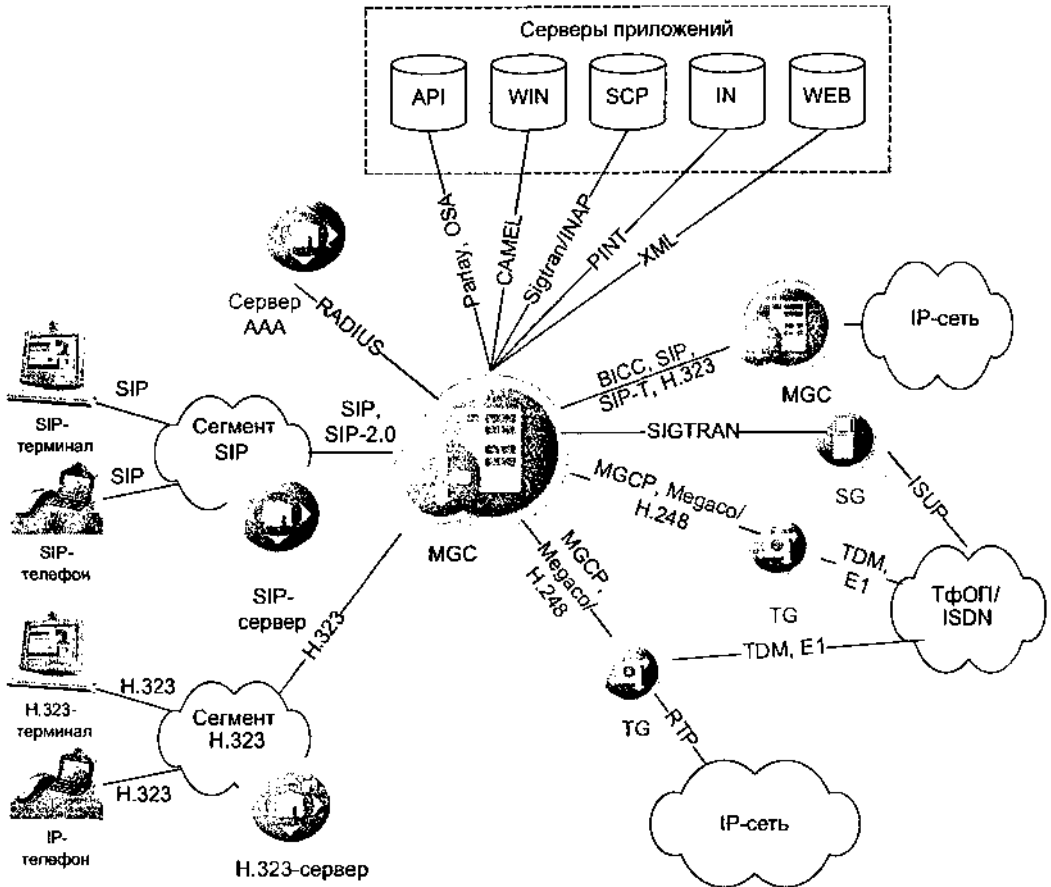 Серверы приложений
API
WIN
SCP
IN
WEB
Parlay, OSA
CAMEL
Sigtran/INAP
PINT
XML
Сервер
AAA
RADIUS
IP-сеть
BICC, SIP,
SIP-T, H.323
MGC
SIP
SIP-
терминал
Сегмент
SIP
SIP,
SIP-2.0
SIGTRAN
SG
ISUP
MGCP, Megaco/
H.248
SIP
SIP-
телефон
MGC
MGCP,
Megaco/
H.248
TDM,
E1
TG
ТфОП/
ISDN
SIP-
сервер
H.323
TDM, E1
H.323
H.323-
терминал
Сегмент
H.323
TG
RTP
H.323
IP-
телефон
H.323-сервер
IP-сеть